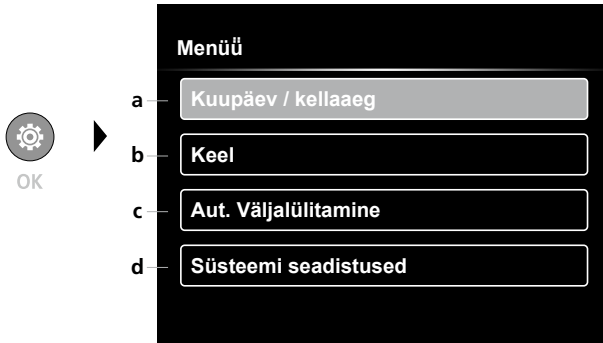 Menüü
a Kuupäev / kellaaeg
b Keel
OK
c Aut. Väljalülitamine
d Süsteemi seadistused